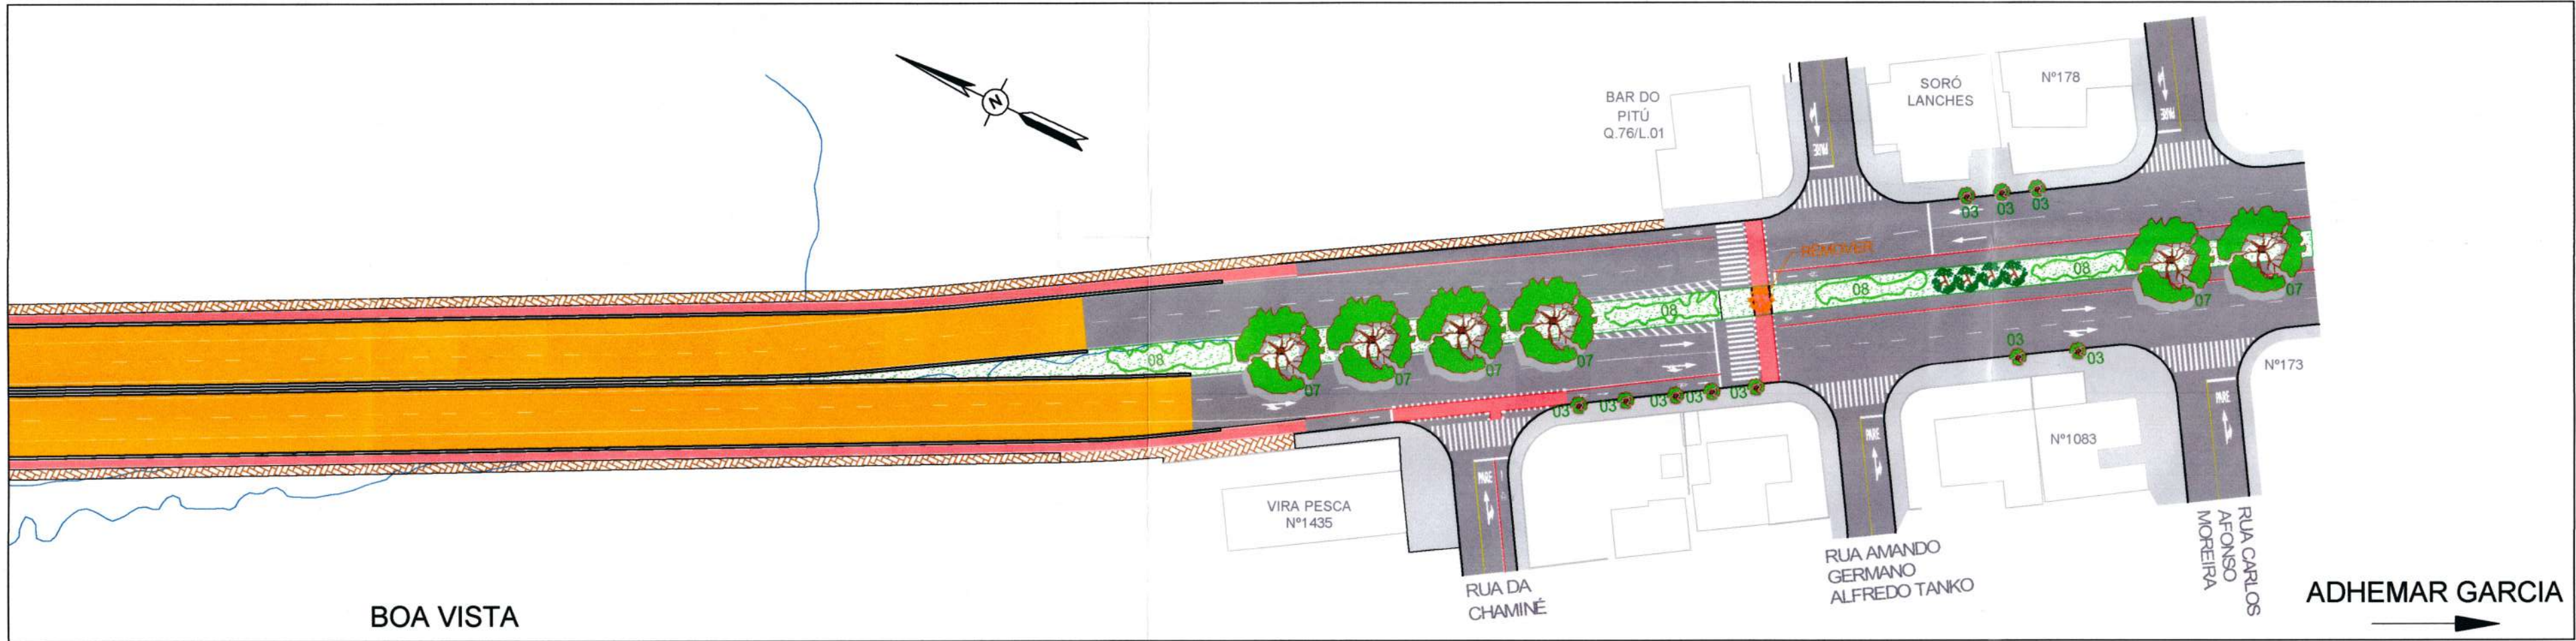 N
BAR DO
PITÚ
Q.76/L.01
SORÓ
LANCHES
Nº178
PARE
PARE
03
03
03
REMOVER
08
08
08
08
07
07
07
07
07
07
03
03
03
03
03
03
03
Nº173
PARE
PARE
PARE
Nº1083
VIRA PESCA
Nº1435
RUA DA
CHAMINÉ
RUA AMANDO
GERMANO
ALFREDO TANKO
RUA CARLOS
AFONSO
MOREIRA
BOA VISTA
ADHEMAR GARCIA